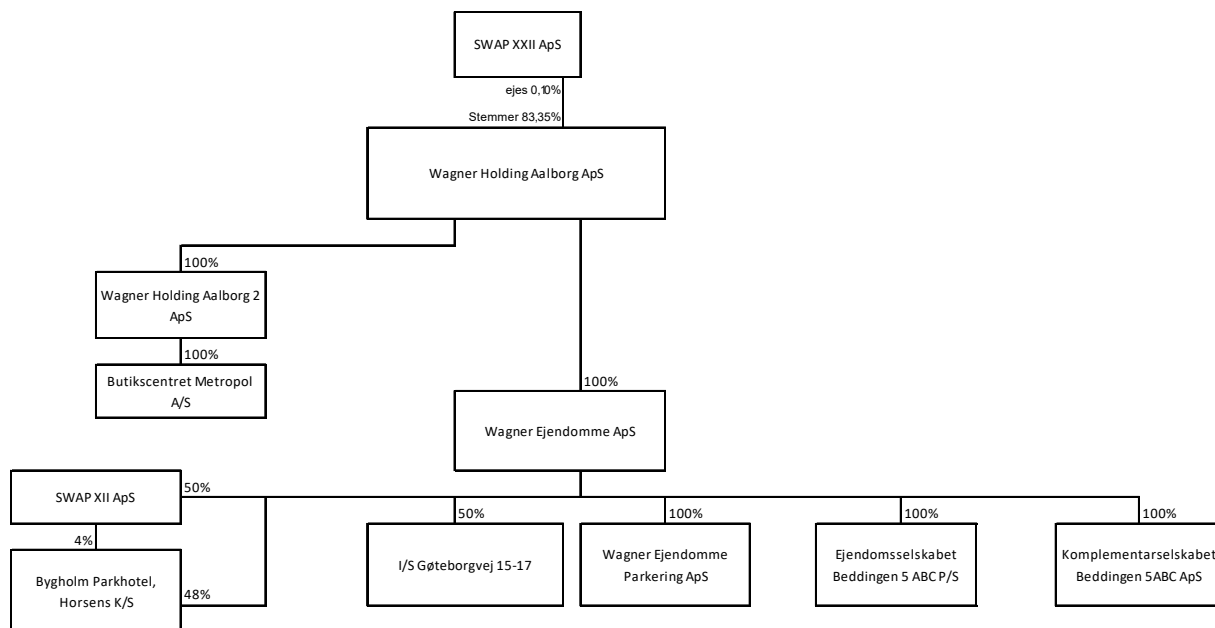 SWAP XXII ApS
ejes 0,10%
Stemmer 83,35%
Wagner Holding Aalborg ApS
100%
Wagner Holding Aalborg 2
ApS
100%
Butikscentret Metropol
A/S
100%
Wagner Ejendomme ApS
SWAP XII ApS
50%
50%
100%
100%
100%
4%
I/S Gøteborgvej 15-17
Wagner Ejendomme
Parkering ApS
Ejendomsselskabet
Beddingen 5 ABC P/S
Komplementarselskabet
Beddingen 5ABC ApS
Bygholm Parkhotel,
Horsens K/S
48%